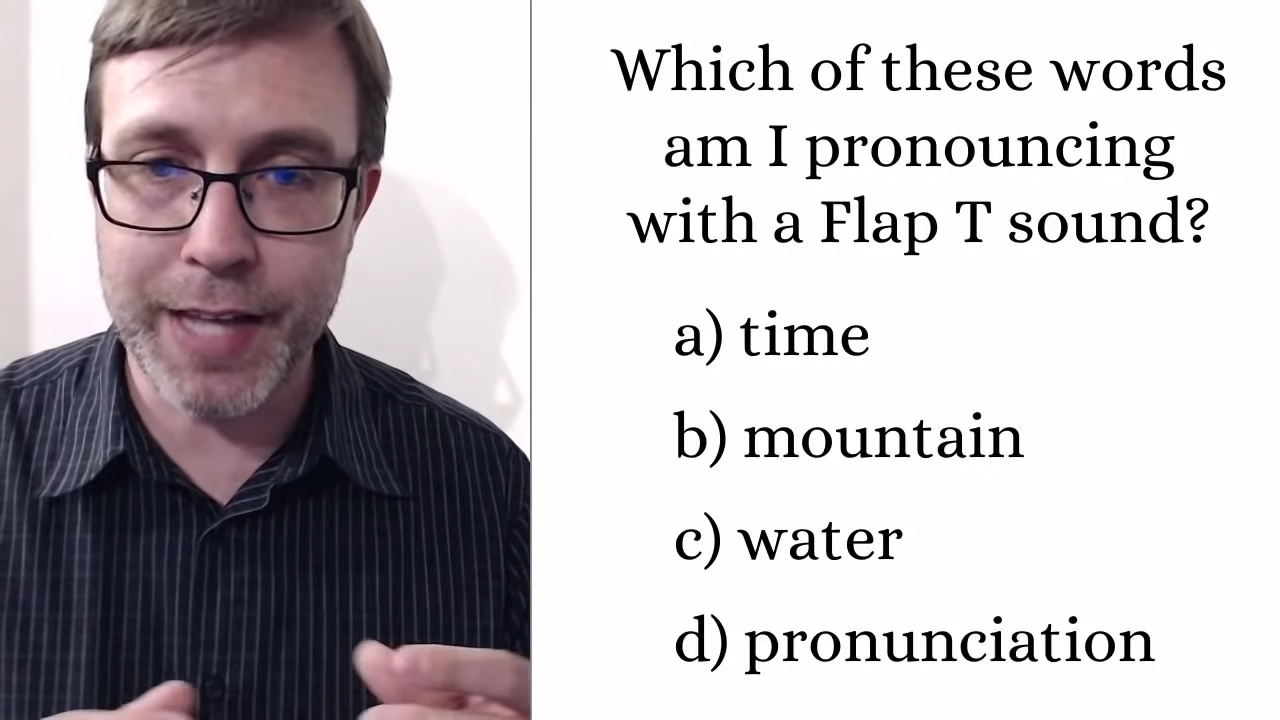 Which of these words
am I pronouncing
with a Flap T sound?
a) time
b) mountain
c) water
d) pronunciation